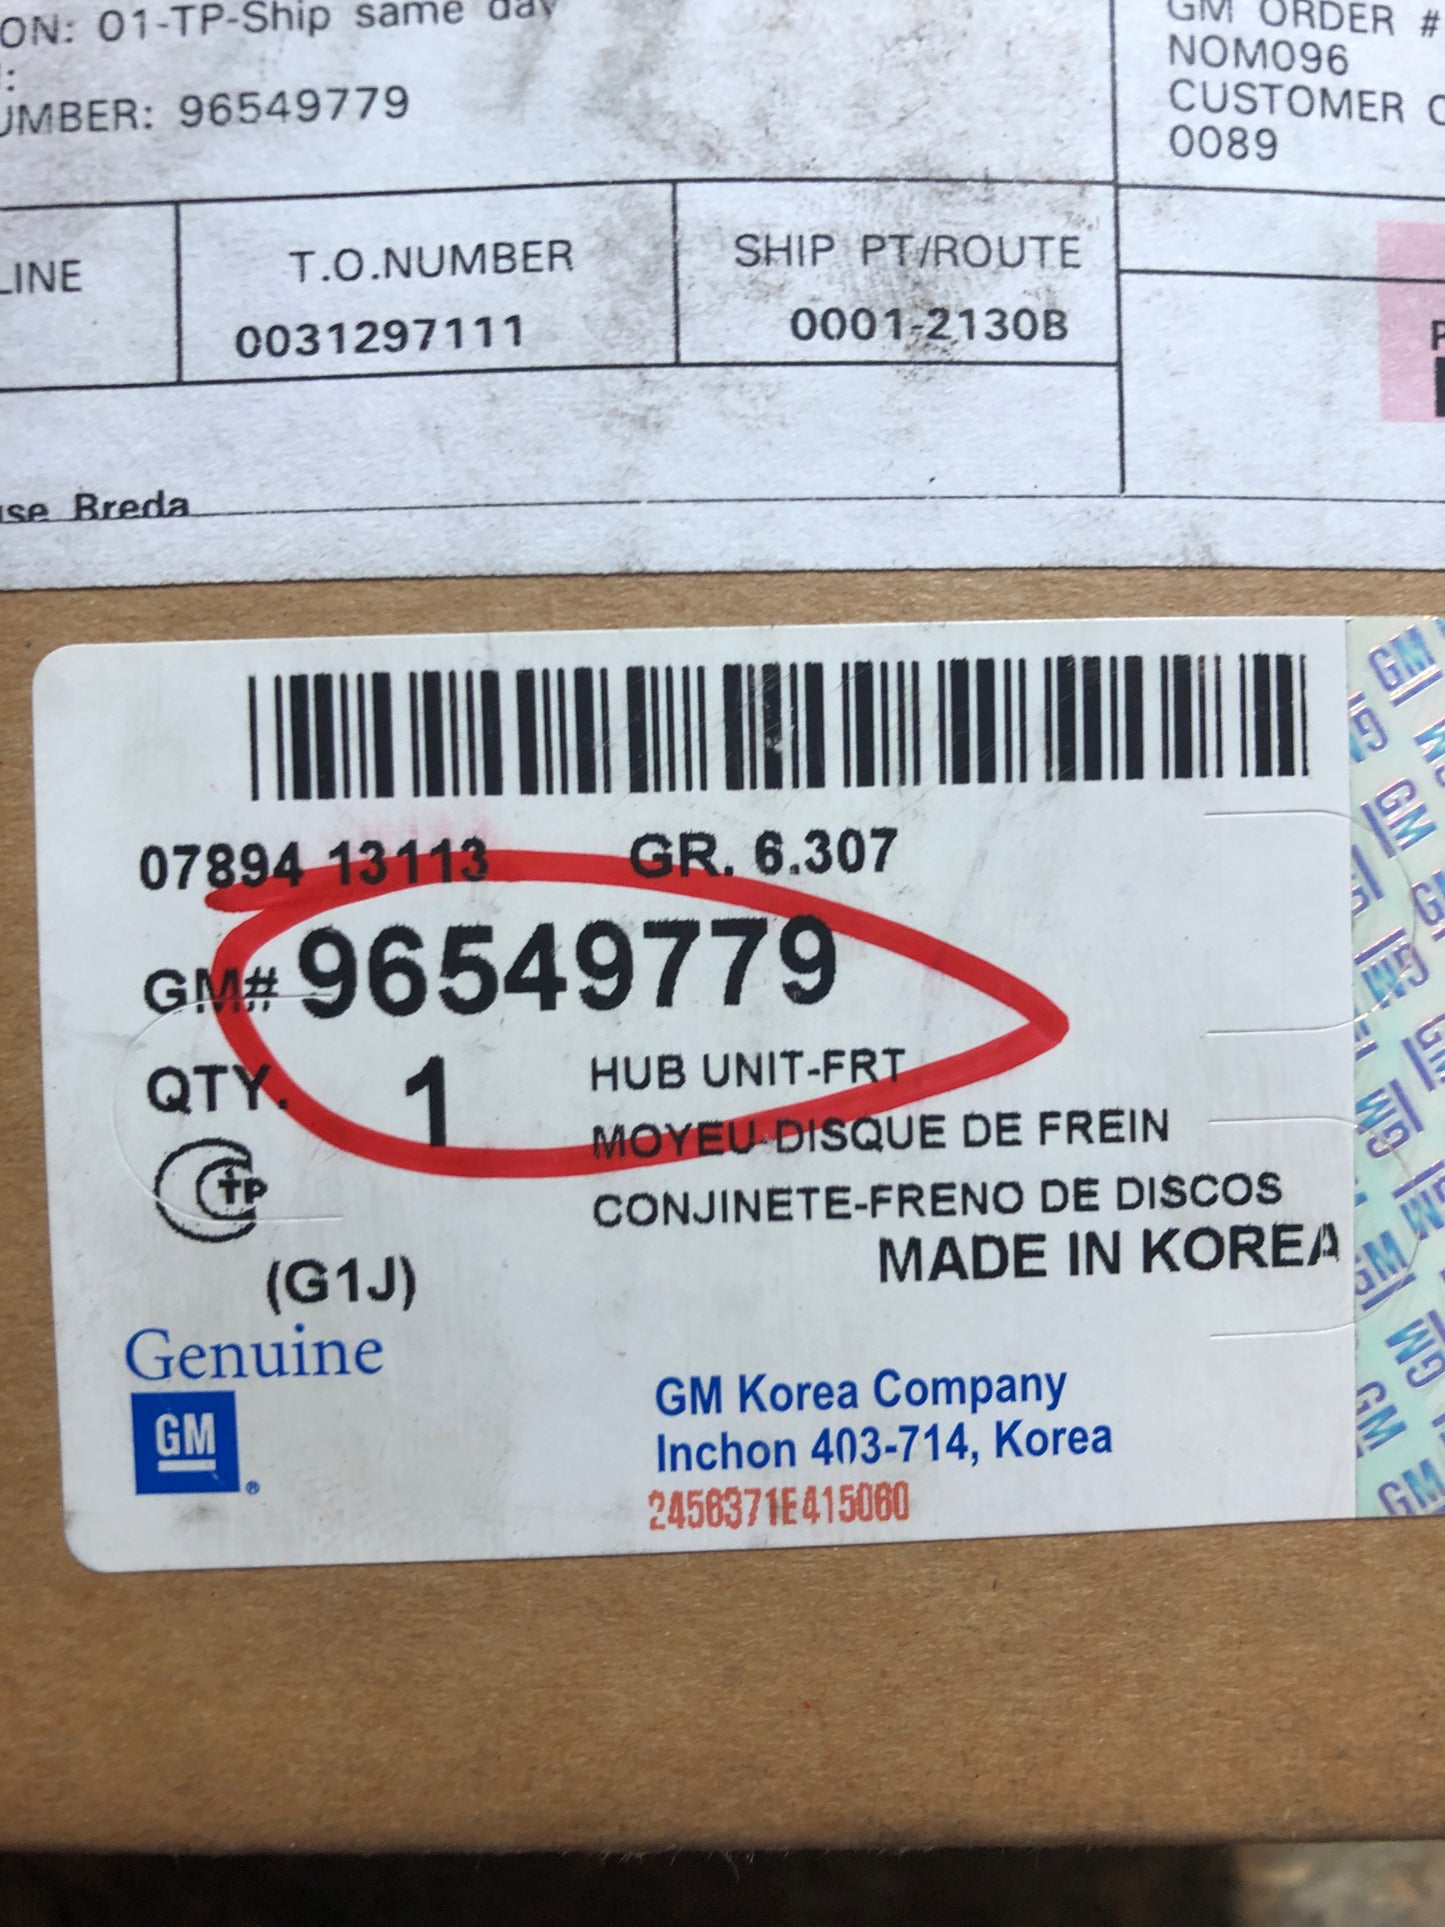 ON: 01-TP-Ship same day
GM ORDER #
NOM096
UMBER: 96549779
CUSTOMER
0089
LINE
T.O.NUMBER
SHIP PT/ROUTE
0031297111
0001-2130B
use Breda
07894 13113 GR. 6.307
GM# 96549779
QTY. 1 HUB UNIT-FRT
MOYEU-DISQUE DE FREIN
CONJINETE-FRENO DE DISCOS
MADE IN KOREA
(G1J)
Genuine
GM
GM Korea Company
Inchon 403-714, Korea
2456371E415060